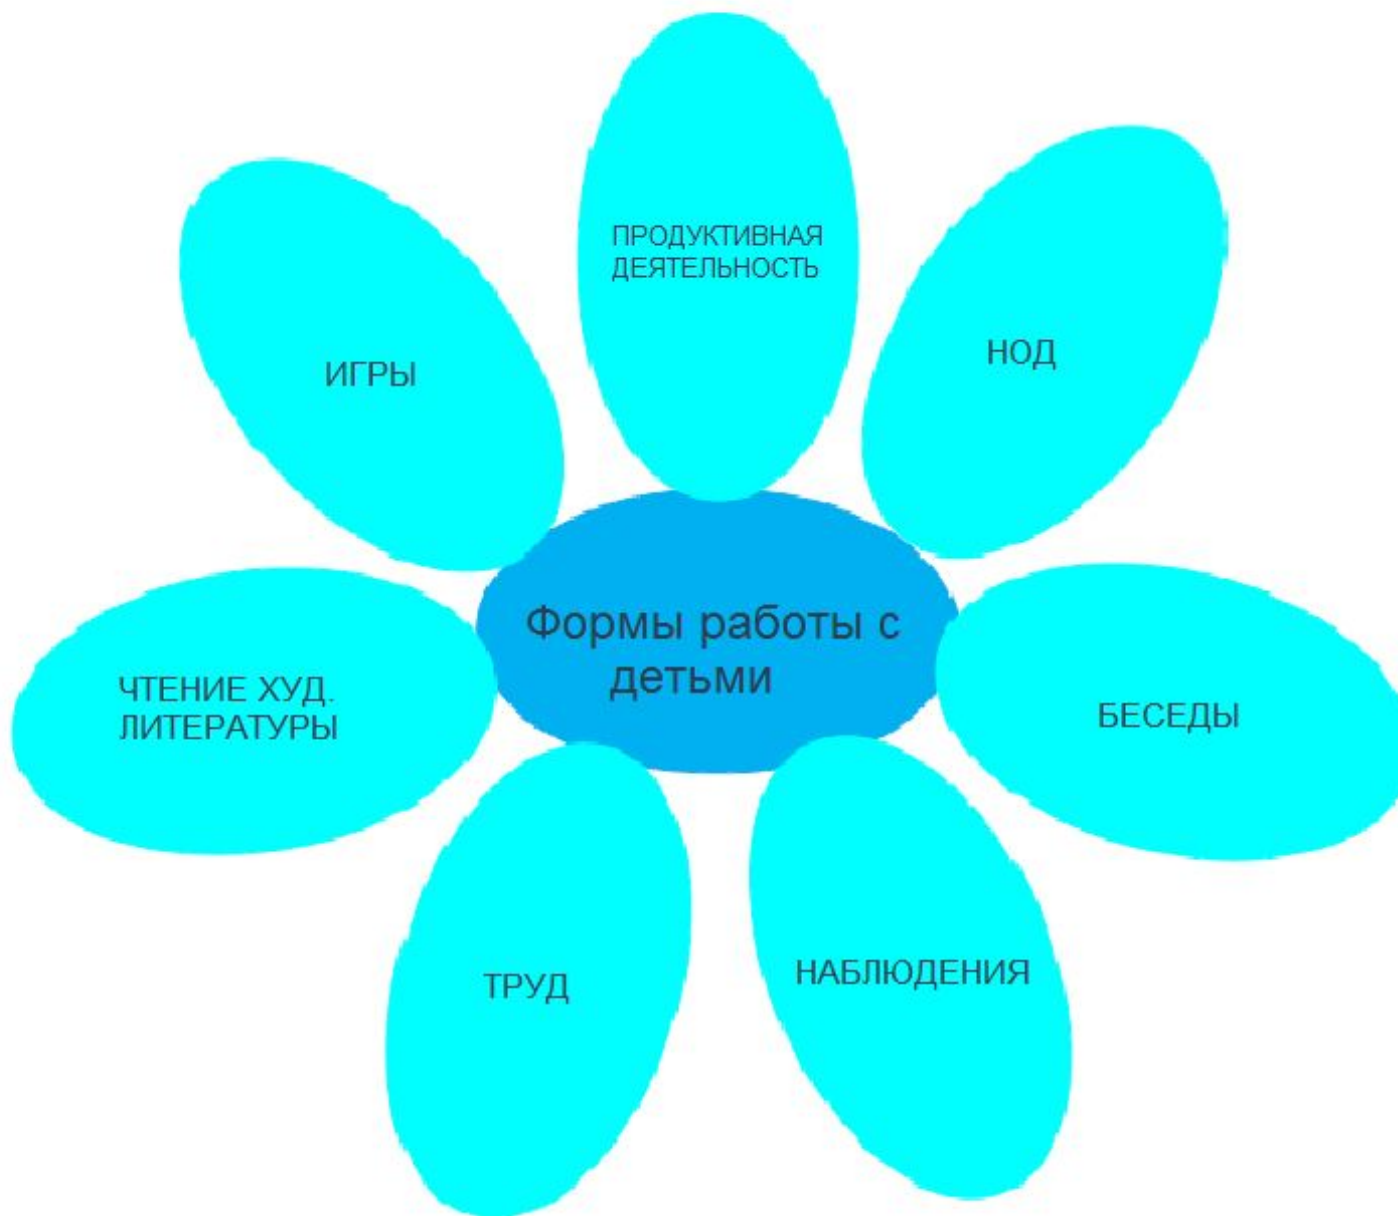 ПРОДУКТИВНАЯ
ДЕЯТЕЛЬНОСТЬ
НОД
ИГРЫ
Формы работы с
детьми
ЧТЕНИЕ ХУД.
ЛИТЕРАТУРЫ
БЕСЕДЫ
НАБЛЮДЕНИЯ
ТРУД